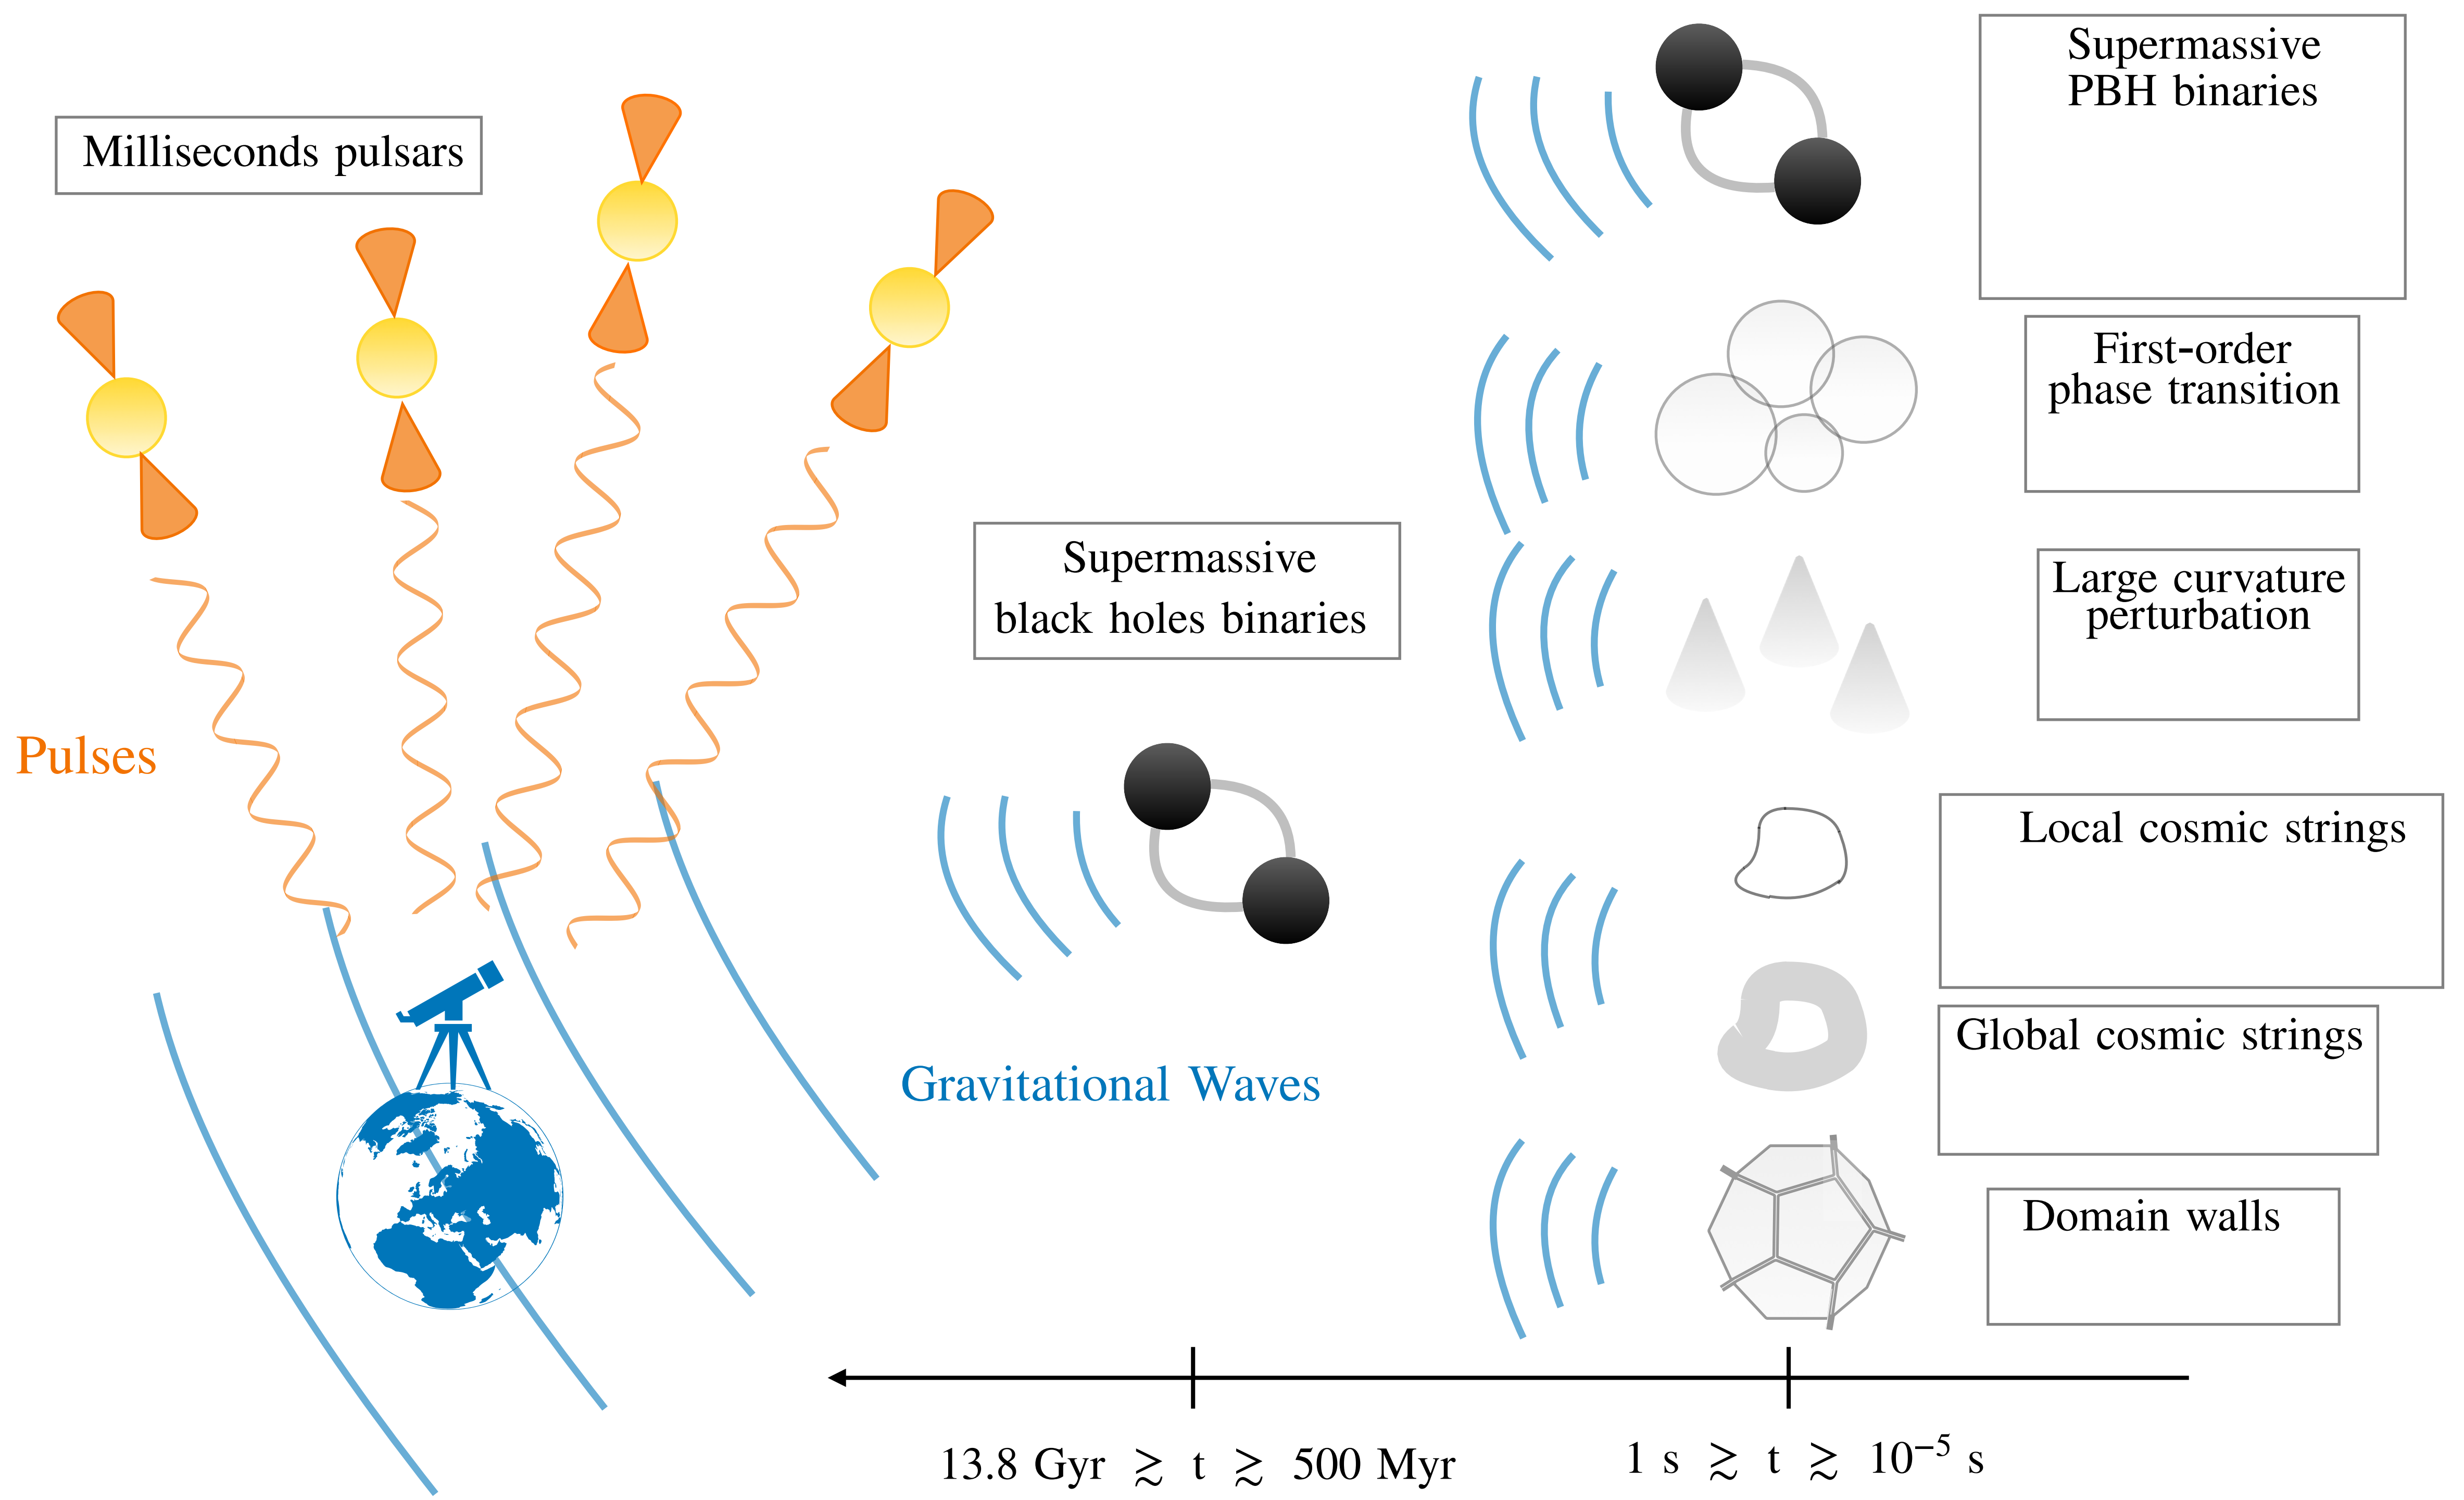 Milliseconds pulsars
Pulses
Supermassive
black holes binaries
Gravitational Waves
Supermassive
PBH binaries
First-order
phase transition
Large curvature
perturbation
Local cosmic strings
Global cosmic strings
Domain walls
13.8 Gyr ≳ t ≳ 500 Myr
1 s ≳ t ≳ 10⁻⁵ s